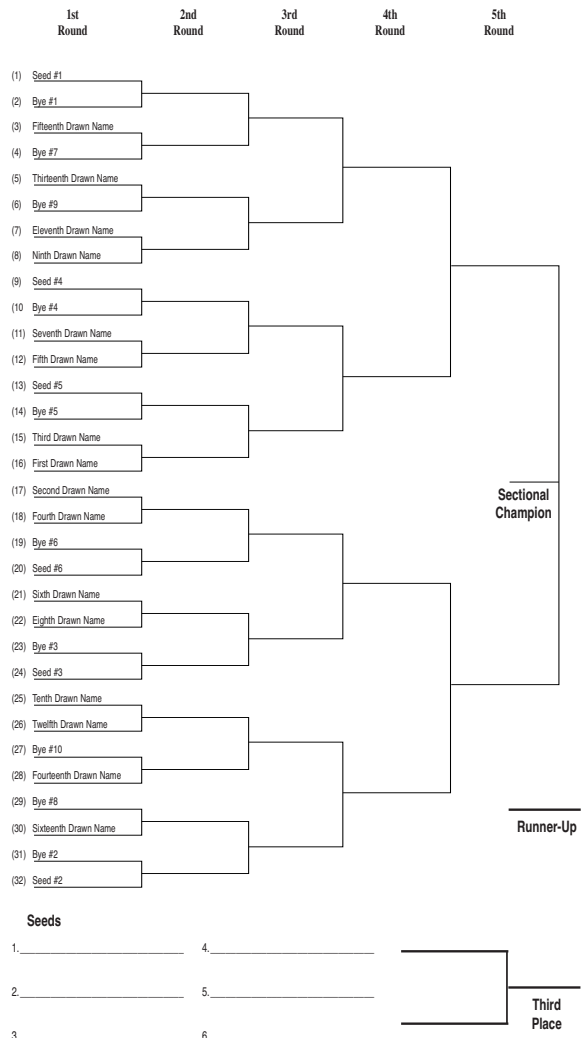 1st 2nd 3rd 4th 5th
Round Round Round Round Round
(1) Seed #1
(2) Bye #1
(3) Fifteenth Drawn Name
(4) Bye #7
(5) Thirteenth Drawn Name
(6) Bye #9
(7) Eleventh Drawn Name
(8) Ninth Drawn Name
(9) Seed #4
(10 Bye #4
(11) Seventh Drawn Name
(12) Fifth Drawn Name
(13) Seed #5
(14) Bye #5
(15) Third Drawn Name
(16) First Drawn Name
(17) Second Drawn Name
(18) Fourth Drawn Name
(19) Bye #6
(20) Seed #6
(21) Sixth Drawn Name
(22) Eighth Drawn Name
(23) Bye #3
(24) Seed #3
(25) Tenth Drawn Name
(26) Twelfth Drawn Name
(27) Bye #10
(28) Fourteenth Drawn Name
(29) Bye #8
(30) Sixteenth Drawn Name
(31) Bye #2
(32) Seed #2
Sectional
Champion
Runner-Up
Seeds
1. 4.
2. 5.
3 6
Third
Place